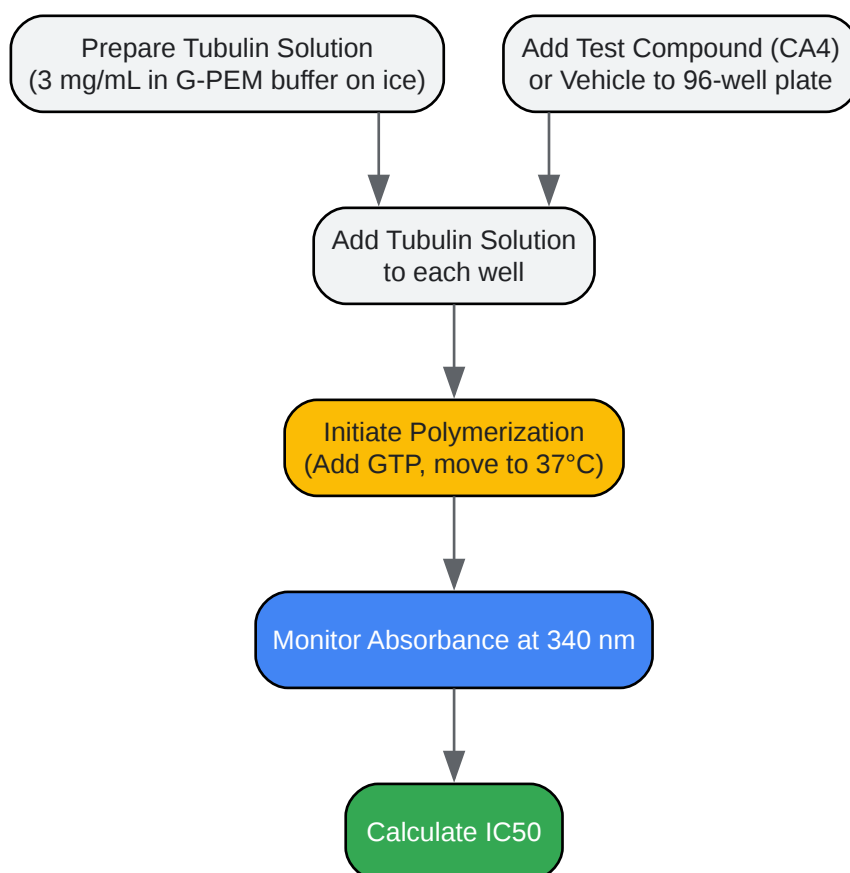 Prepare Tubulin Solution
(3 mg/mL in G-PEM buffer on ice)
Add Test Compound (CA4)
or Vehicle to 96-well plate
Add Tubulin Solution
to each well
Initiate Polymerization
(Add GTP, move to 37°C)
Monitor Absorbance at 340 nm
Calculate IC50